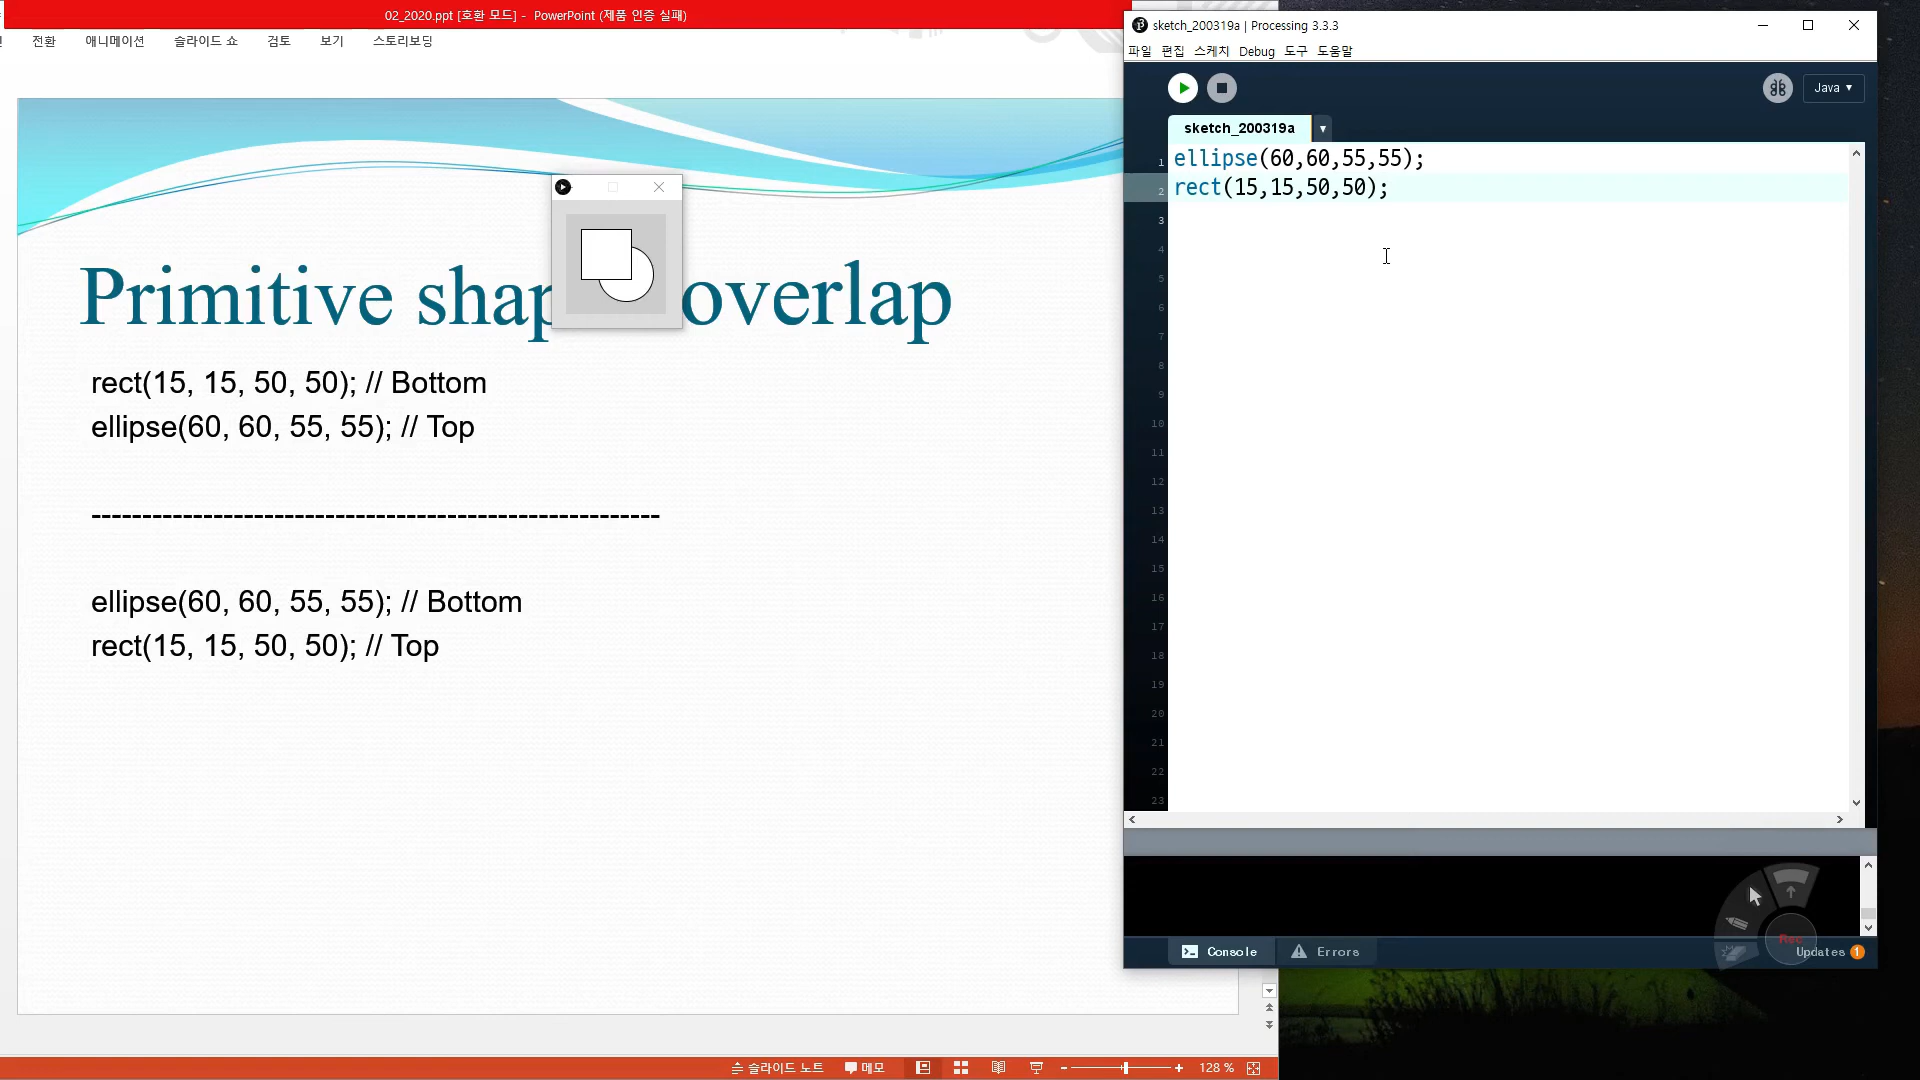 02_2020.ppt [호환 모드] - PowerPoint (제품 인증 실패)
전환 애니메이션 슬라이드 쇼 검토 보기 스토리보딩
Primitive shap overlap
rect(15, 15, 50, 50); // Bottom
ellipse(60, 60, 55, 55); // Top
--------------------------------------------------------
ellipse(60, 60, 55, 55); // Bottom
rect(15, 15, 50, 50); // Top
슬라이드 노트 메모 128 %
sketch_200319a | Processing 3.3.3
파일 편집 스케치 Debug 도구 도움말
Java
sketch_200319a
1 ellipse(60,60,55,55);
2 rect(15,15,50,50);
3
4
5
6
7
8
9
10
11
12
13
14
15
16
17
18
19
20
21
22
23
Rec
Console Errors Updates 1